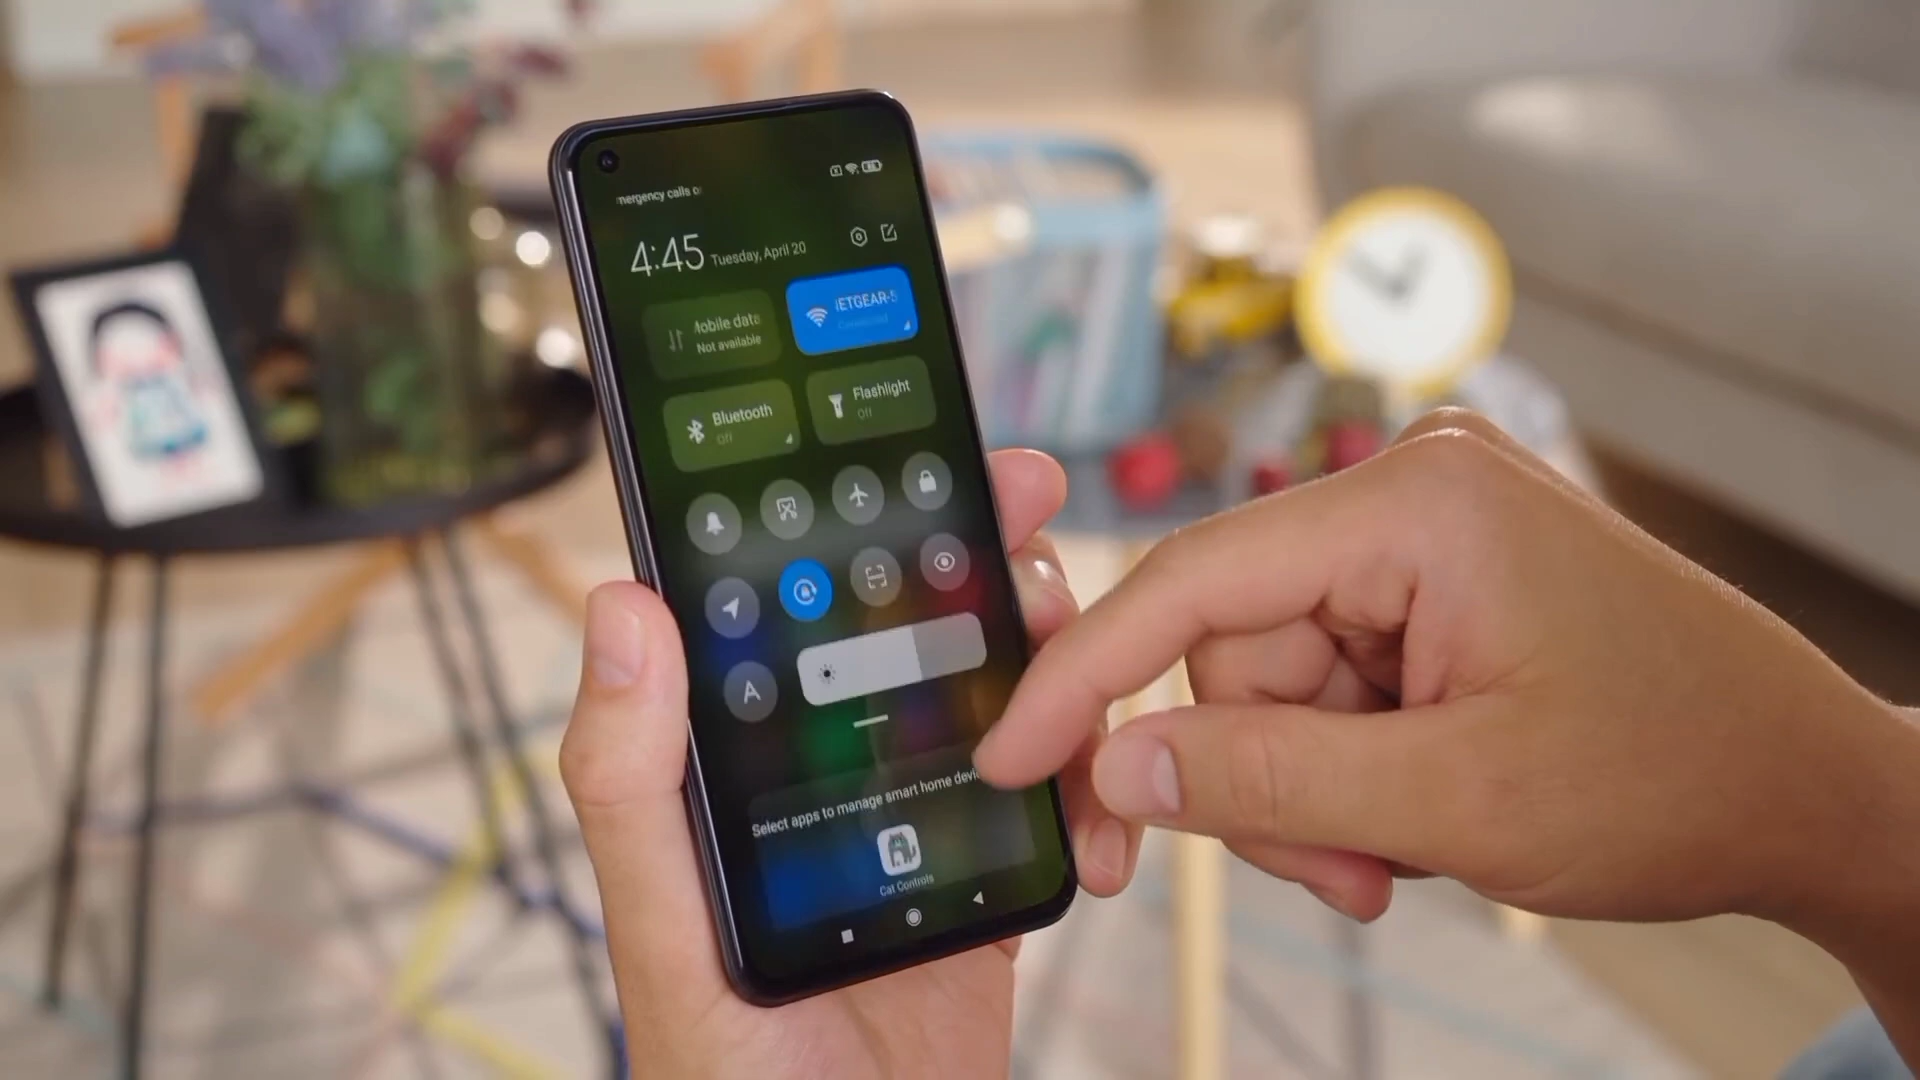 mergency calls o
4:45 Tuesday, April 20
Mobile data
Not available
ETGEAR-5
Connected
Bluetooth
Off
Flashlight
Off
A
Select apps to manage smart home devi
Cat Controls